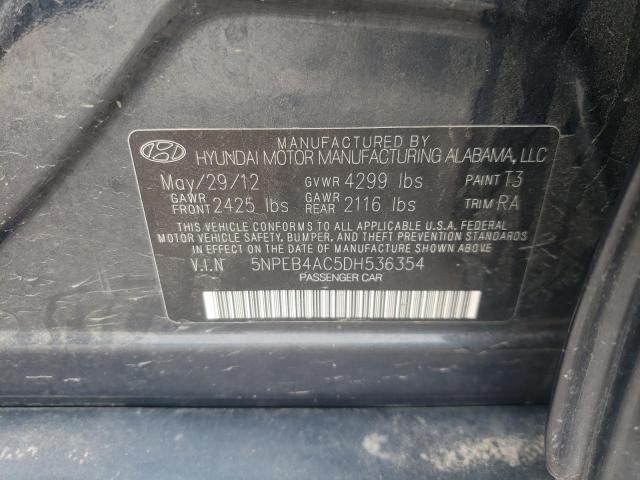 MANUFACTURED BY
HYUNDAI MOTOR MANUFACTURING ALABAMA, LLC
May/29/12 GVWR 4299 lbs PAINT T3
GAWR FRONT 2425 lbs GAWR REAR 2116 lbs TRIM RA
THIS VEHICLE CONFORMS TO ALL APPLICABLE U.S.A. FEDERAL
MOTOR VEHICLE SAFETY, BUMPER, AND THEFT PREVENTION STANDARDS
IN EFFECT ON THE DATE OF MANUFACTURE SHOWN ABOVE
V.I.N 5NPEB4AC5DH536354
PASSENGER CAR